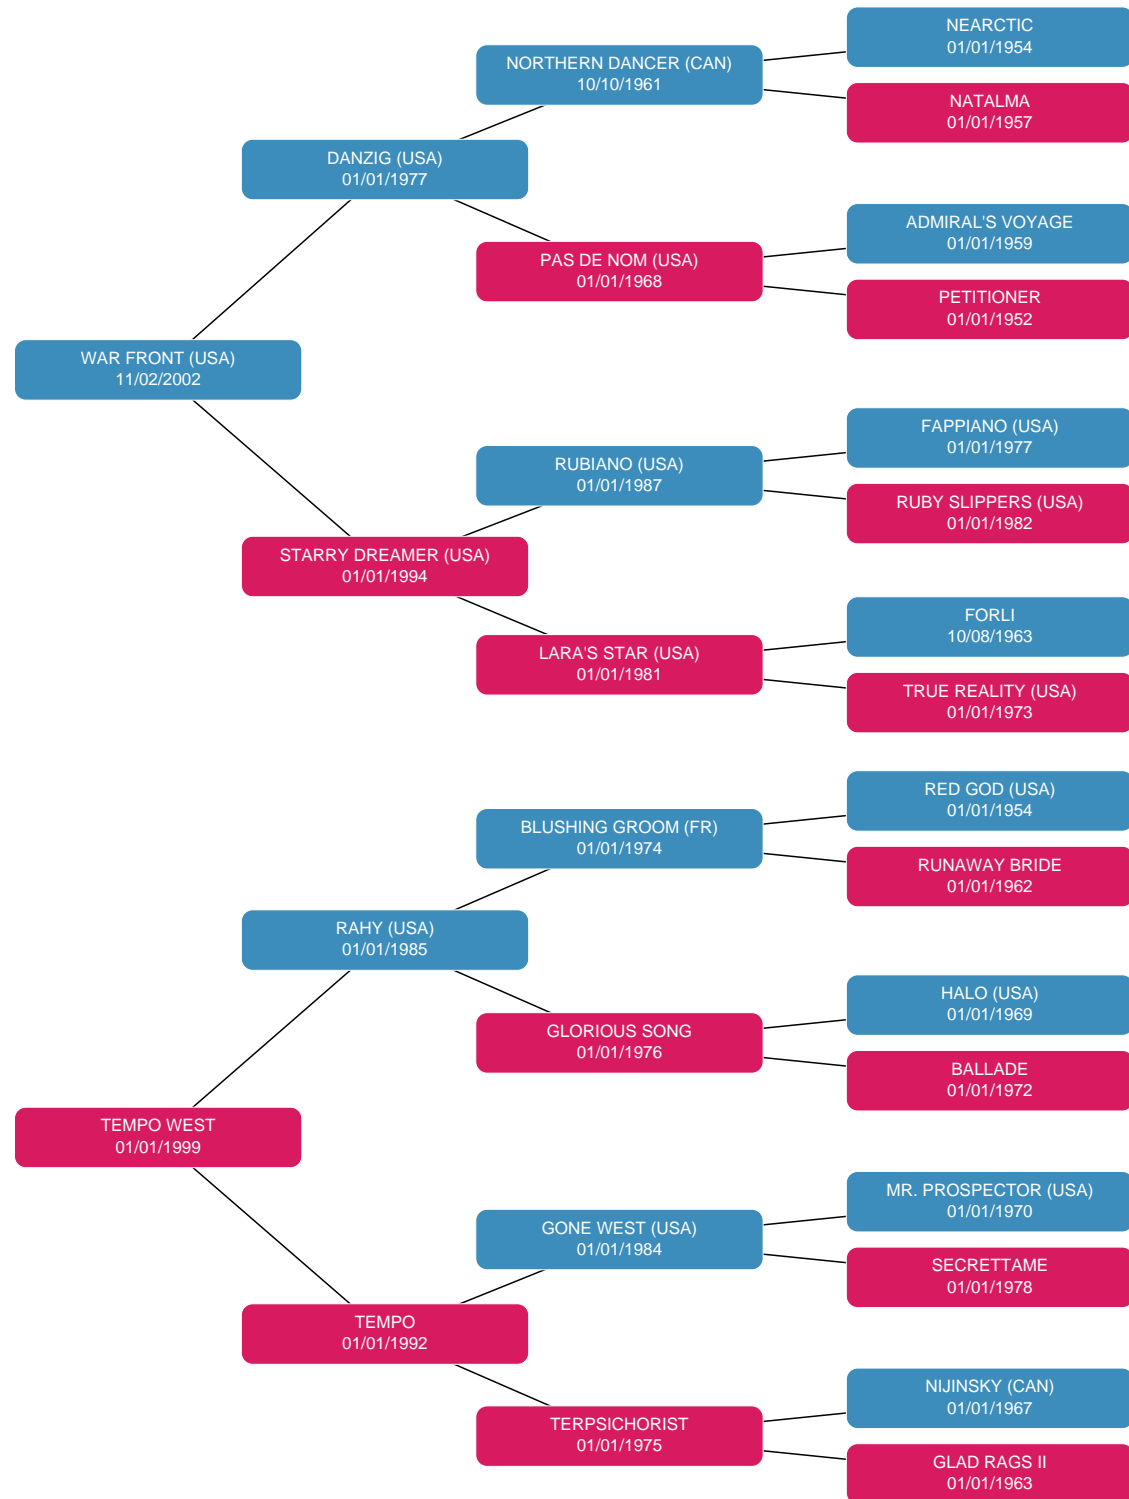 NEARCTIC
01/01/1954
NORTHERN DANCER (CAN)
10/10/1961
NATALMA
01/01/1957
DANZIG (USA)
01/01/1977
ADMIRAL'S VOYAGE
01/01/1959
PAS DE NOM (USA)
01/01/1968
PETITIONER
01/01/1952
WAR FRONT (USA)
11/02/2002
FAPPIANO (USA)
01/01/1977
RUBIANO (USA)
01/01/1987
RUBY SLIPPERS (USA)
01/01/1982
STARRY DREAMER (USA)
01/01/1994
FORLI
10/08/1963
LARA'S STAR (USA)
01/01/1981
TRUE REALITY (USA)
01/01/1973
RED GOD (USA)
01/01/1954
BLUSHING GROOM (FR)
01/01/1974
RUNAWAY BRIDE
01/01/1962
RAHY (USA)
01/01/1985
HALO (USA)
01/01/1969
GLORIOUS SONG
01/01/1976
BALLADE
01/01/1972
TEMPO WEST
01/01/1999
MR. PROSPECTOR (USA)
01/01/1970
GONE WEST (USA)
01/01/1984
SECRETTAME
01/01/1978
TEMPO
01/01/1992
NIJINSKY (CAN)
01/01/1967
TERPSICHORIST
01/01/1975
GLAD RAGS II
01/01/1963